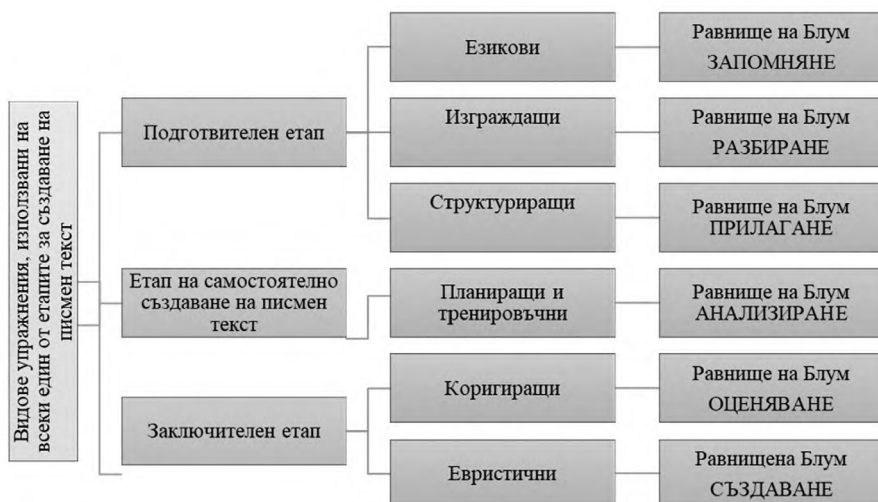 Видове упражнения, използвани на
всеки един от етапите за създаване на
писмен текст
Подготвителен етап
Езикови
Равнище на Блум
ЗАПОМНЯНЕ
Изграждащи
Равнище на Блум
РАЗБИРАНЕ
Структуриращи
Равнище на Блум
ПРИЛАГАНЕ
Етап на самостоятелно
създаване на писмен
текст
Планиращи и
тренировъчни
Равнище на Блум
АНАЛИЗИРАНЕ
Заключителен етап
Коригиращи
Равнище на Блум
ОЦЕНЯВАНЕ
Евристични
Равнищена Блум
СЪЗДАВАНЕ